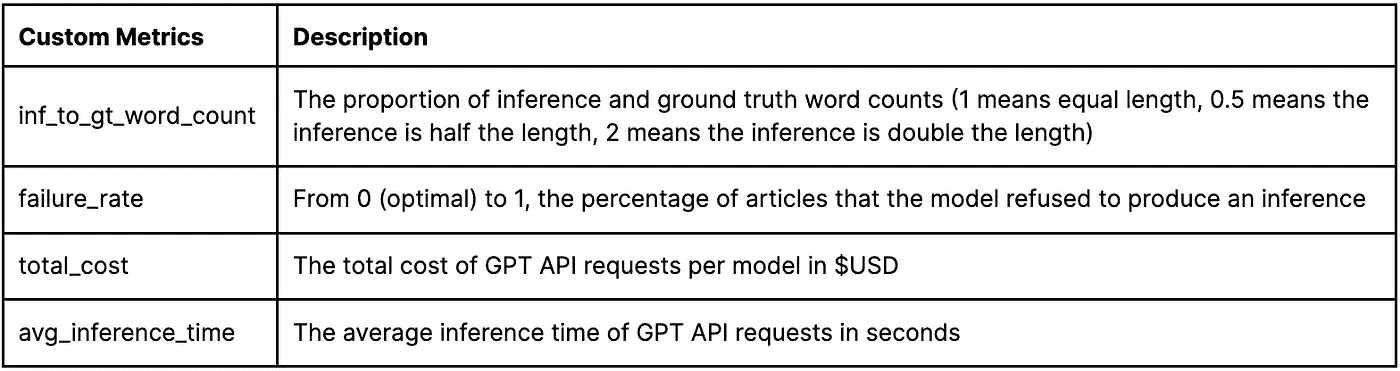 Custom Metrics
Description
inf_to_gt_word_count
The proportion of inference and ground truth word counts (1 means equal length, 0.5 means the
inference is half the length, 2 means the inference is double the length)
failure_rate
From 0 (optimal) to 1, the percentage of articles that the model refused to produce an inference
total_cost
The total cost of GPT API requests per model in $USD
avg_inference_time
The average inference time of GPT API requests in seconds